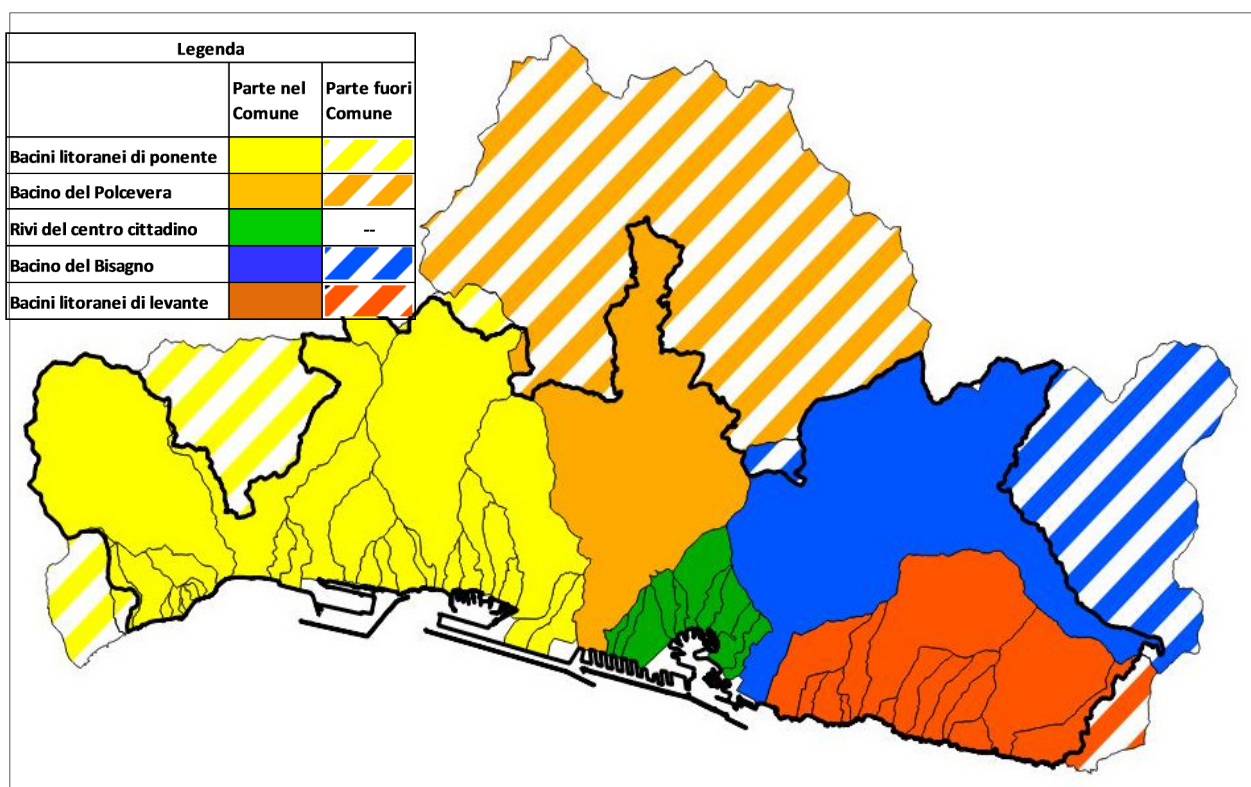 Legenda
Parte nel Parte fuori
Comune Comune
Bacini litoranei di ponente
Bacino del Polcevera
Rivi del centro cittadino --
Bacino del Bisagno
Bacini litoranei di levante